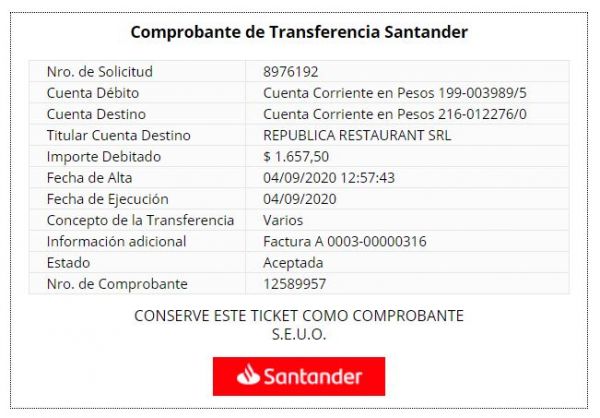 Comprobante de Transferencia Santander
Nro. de Solicitud 8976192
Cuenta Débito Cuenta Corriente en Pesos 199-003989/5
Cuenta Destino Cuenta Corriente en Pesos 216-012276/0
Titular Cuenta Destino REPUBLICA RESTAURANT SRL
Importe Debitado $ 1.657,50
Fecha de Alta 04/09/2020 12:57:43
Fecha de Ejecución 04/09/2020
Concepto de la Transferencia Varios
Información adicional Factura A 0003-00000316
Estado Aceptada
Nro. de Comprobante 12589957
CONSERVE ESTE TICKET COMO COMPROBANTE
S.E.U.O.
Santander